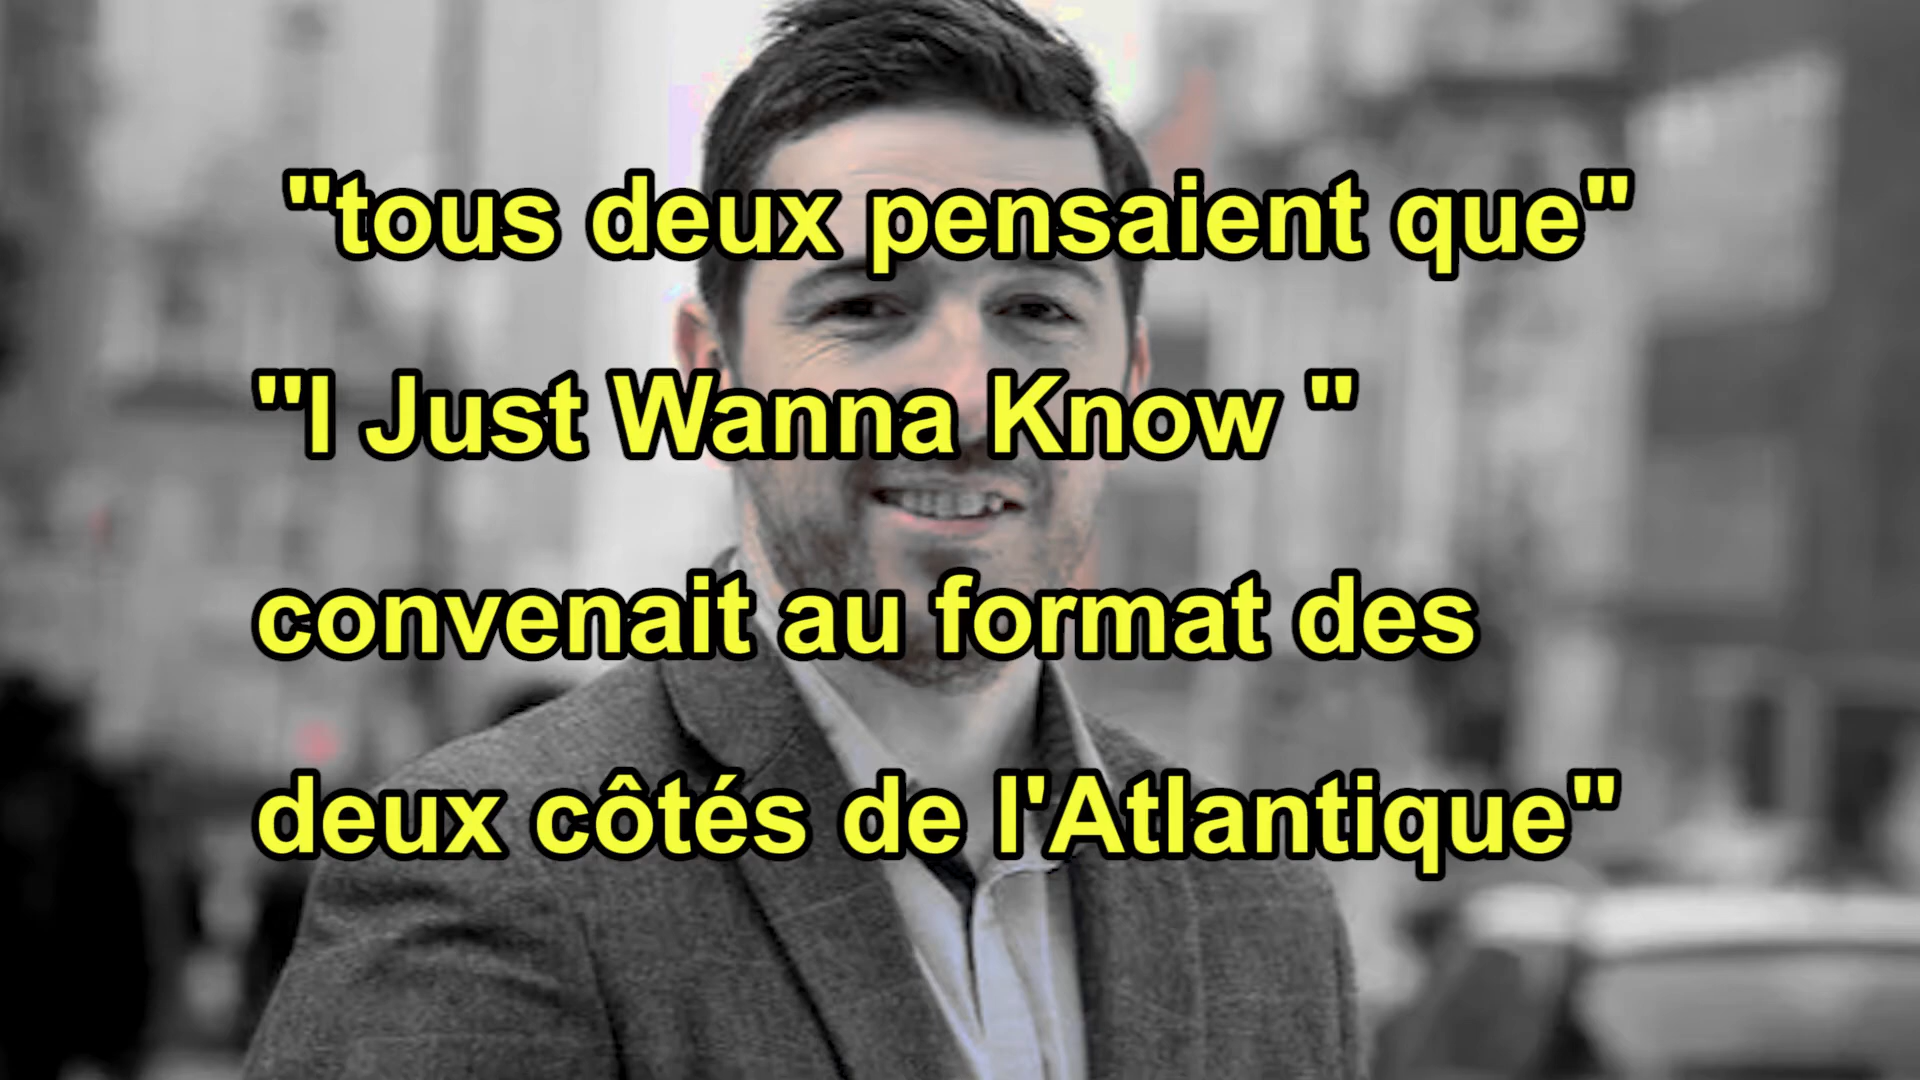 "tous deux pensaient que"
"I Just Wanna Know "
convenait au format des
deux côtés de l'Atlantique"